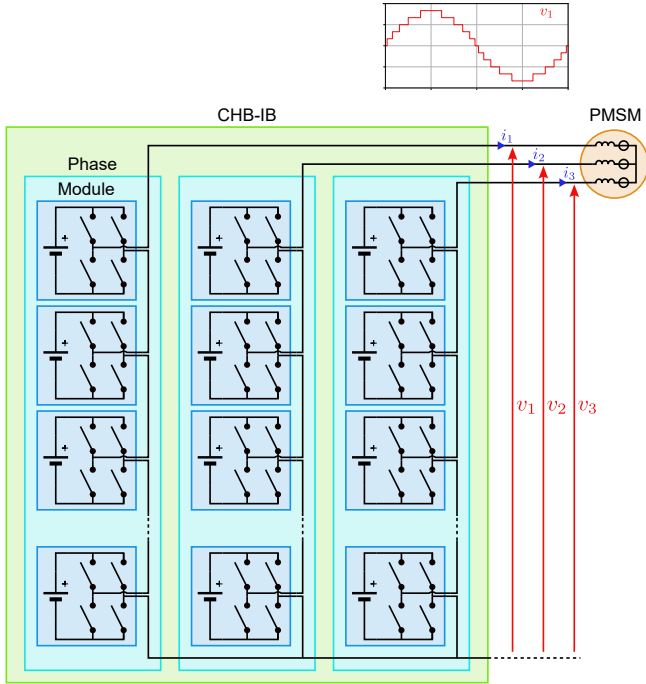 v1
CHB-IB
PMSM
i1
Phase
i2
i3
Module
+ + +
+ + +
v1 v2 v3
+ + +
+ + +